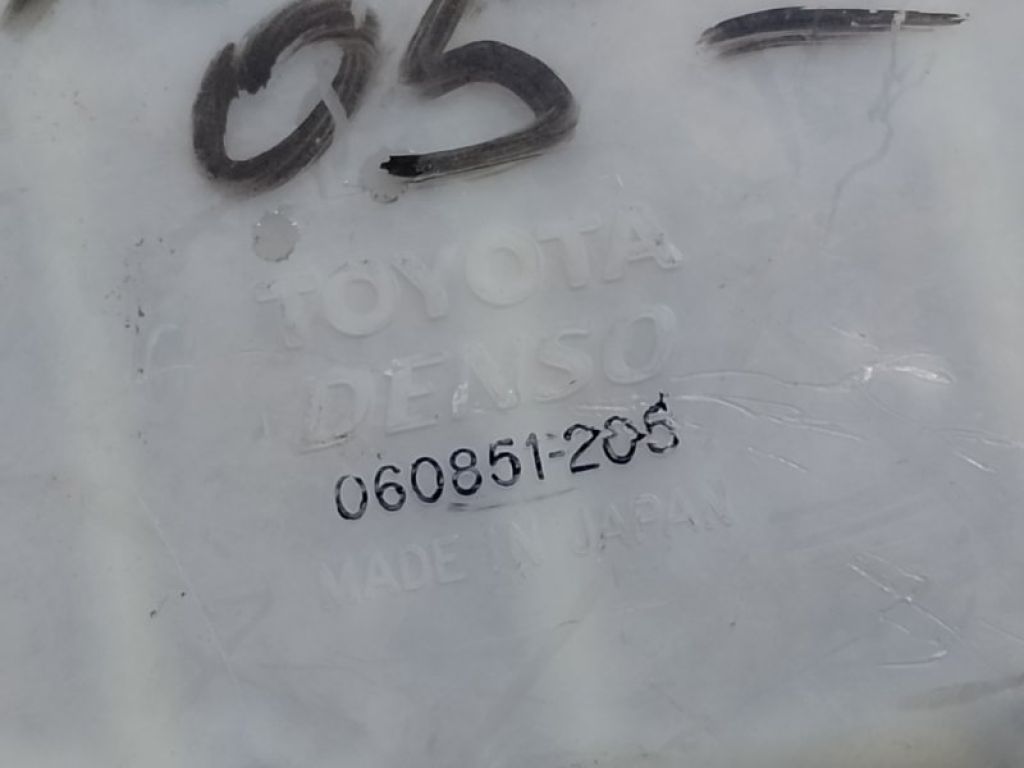 05 -
TOYOTA
DENSO
060851-205
MADE IN JAPAN